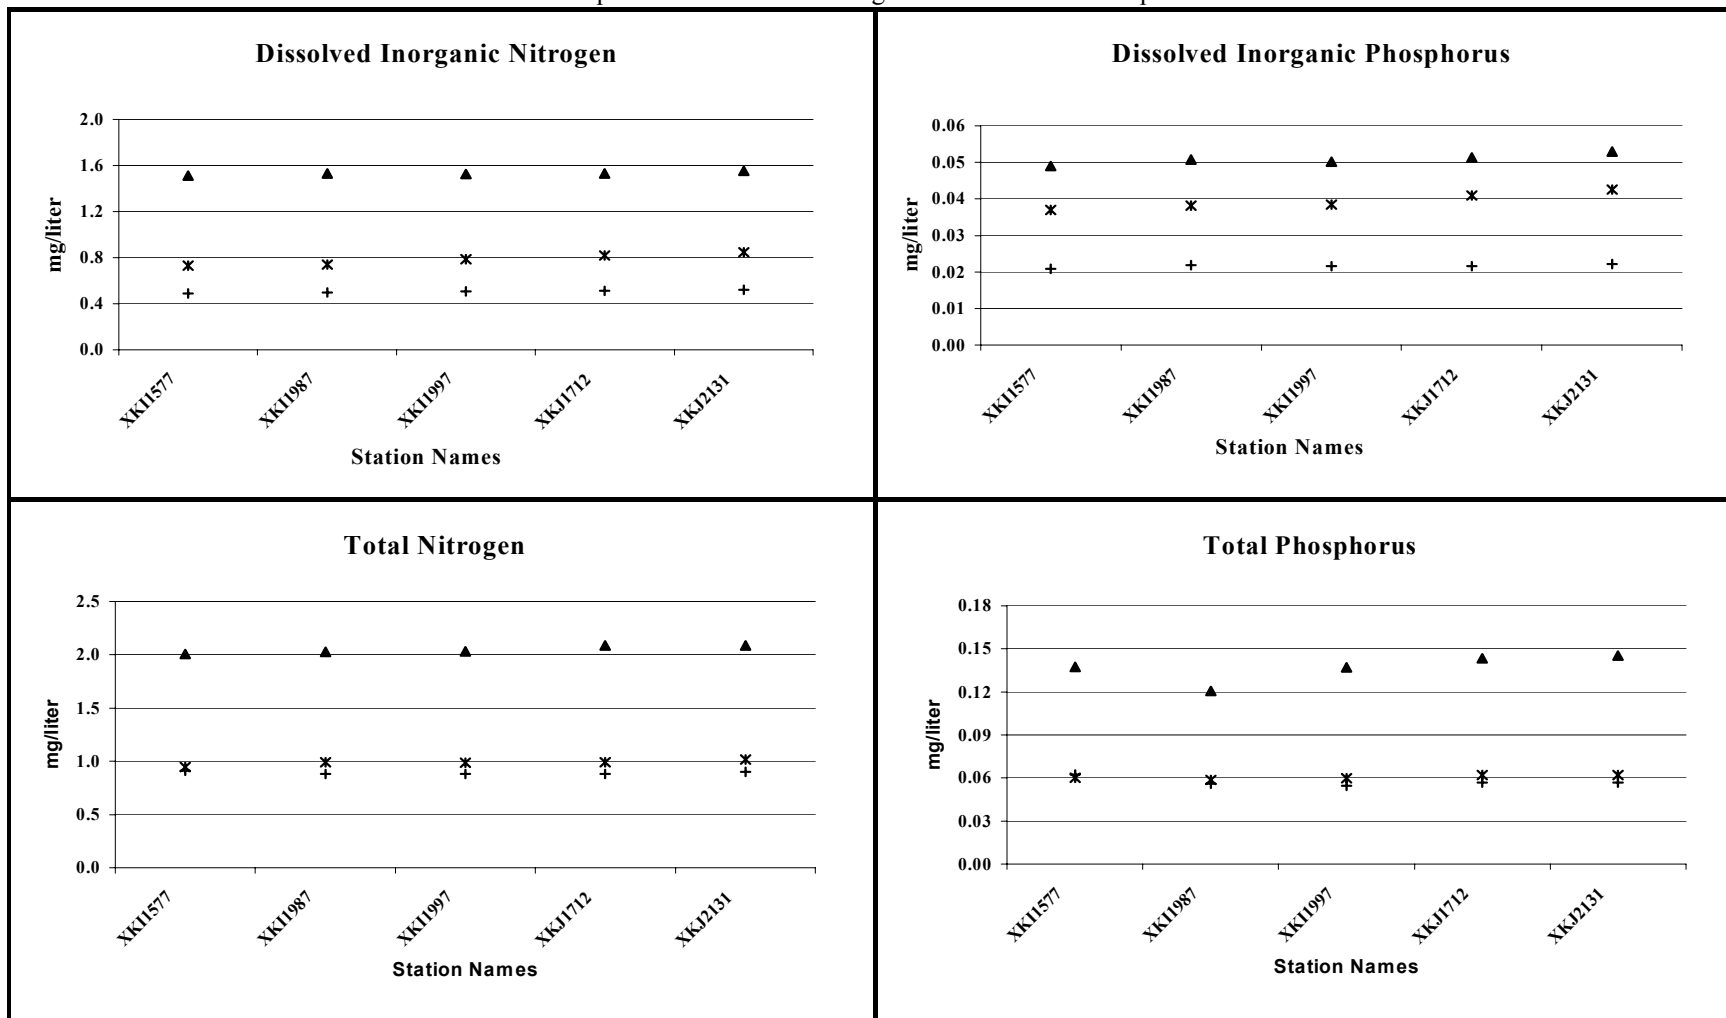 Dissolved Inorganic Nitrogen
2.0
1.6
1.2
0.8
0.4
0.0
mg/liter
XKI1577
XKI1987
XKI1997
XKJ1712
XKJ2131
Station Names
Dissolved Inorganic Phosphorus
0.06
0.05
0.04
0.03
0.02
0.01
0.00
mg/liter
XKI1577
XKI1987
XKI1997
XKJ1712
XKJ2131
Station Names
Total Nitrogen
2.5
2.0
1.5
1.0
0.5
0.0
mg/liter
XKI1577
XKI1987
XKI1997
XKJ1712
XKJ2131
Station Names
Total Phosphorus
0.18
0.15
0.12
0.09
0.06
0.03
0.00
mg/liter
XKI1577
XKI1987
XKI1997
XKJ1712
XKJ2131
Station Names